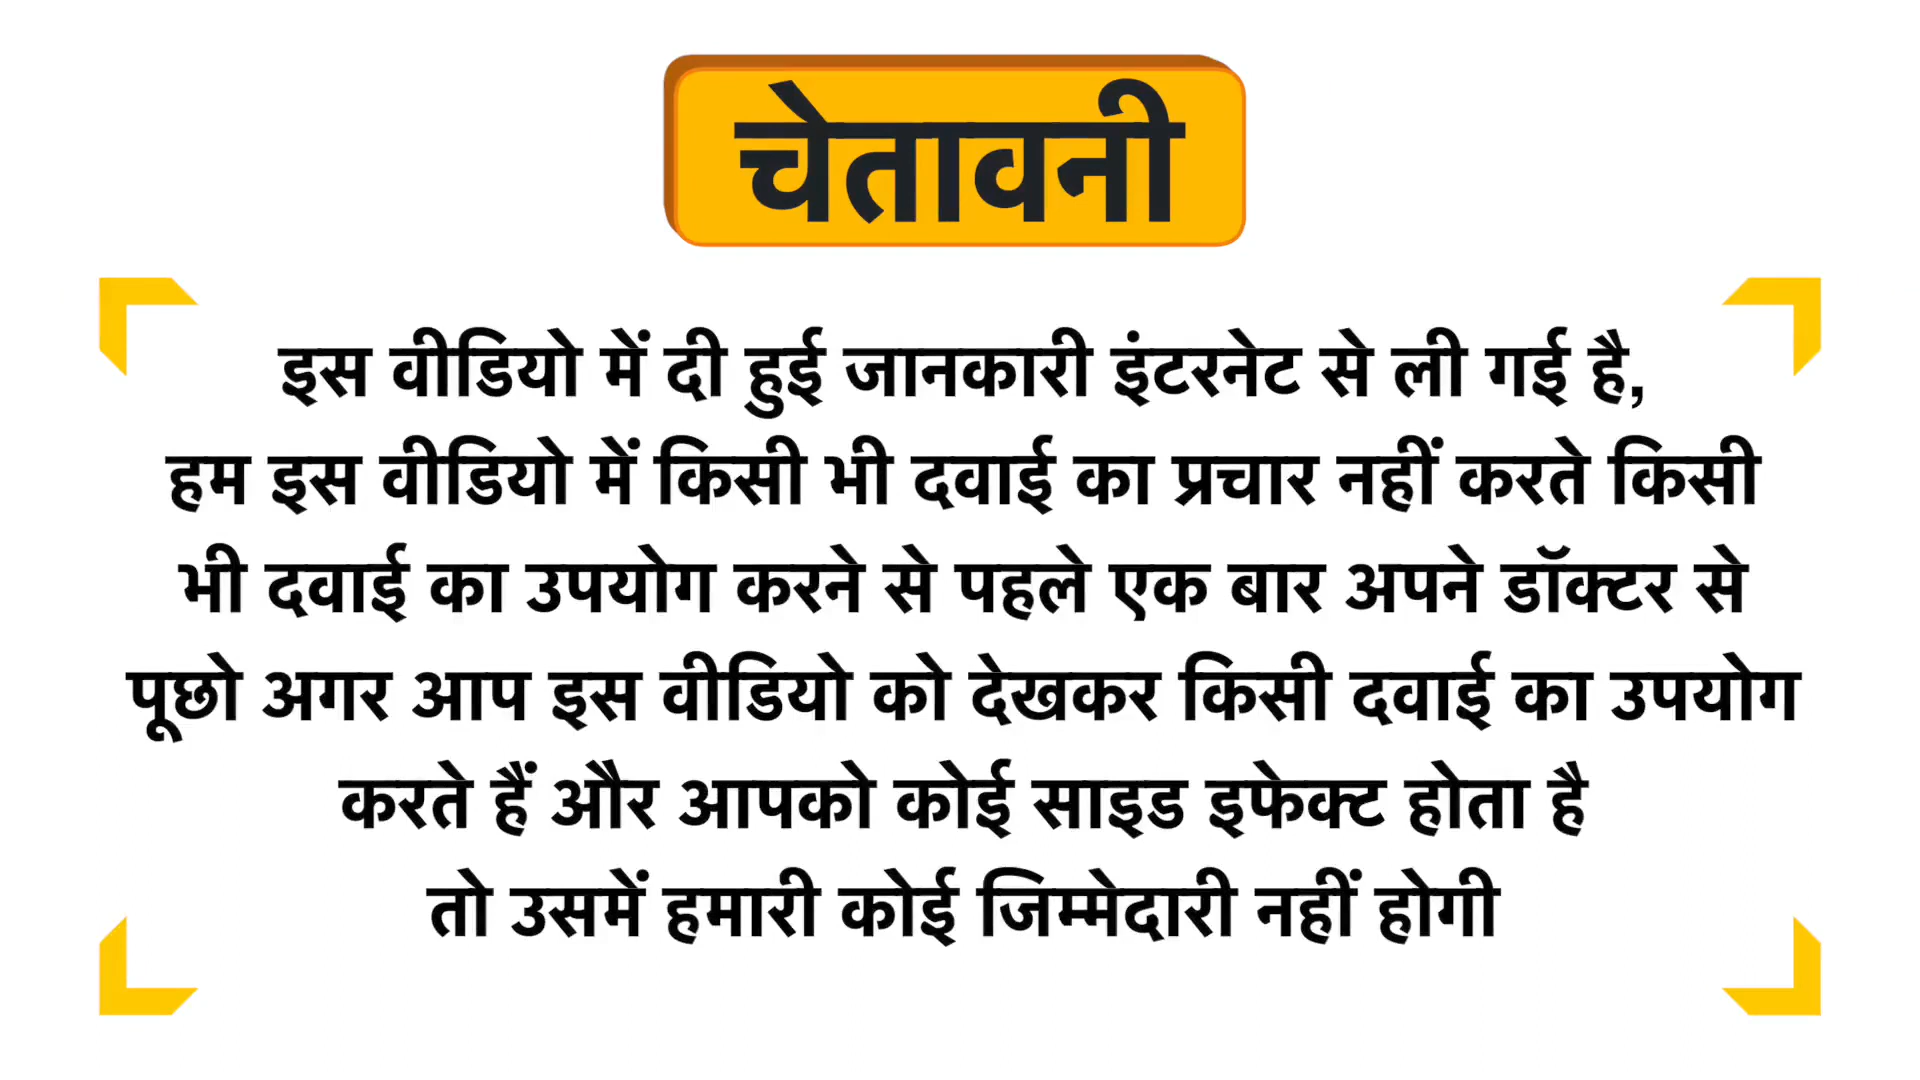 चेतावनी
इस वीडियो में दी हुई जानकारी इंटरनेट से ली गई है,
हम इस वीडियो में किसी भी दवाई का प्रचार नहीं करते किसी
भी दवाई का उपयोग करने से पहले एक बार अपने डॉक्टर से
पूछो अगर आप इस वीडियो को देखकर किसी दवाई का उपयोग
करते हैं और आपको कोई साइड इफेक्ट होता है
तो उसमें हमारी कोई जिम्मेदारी नहीं होगी